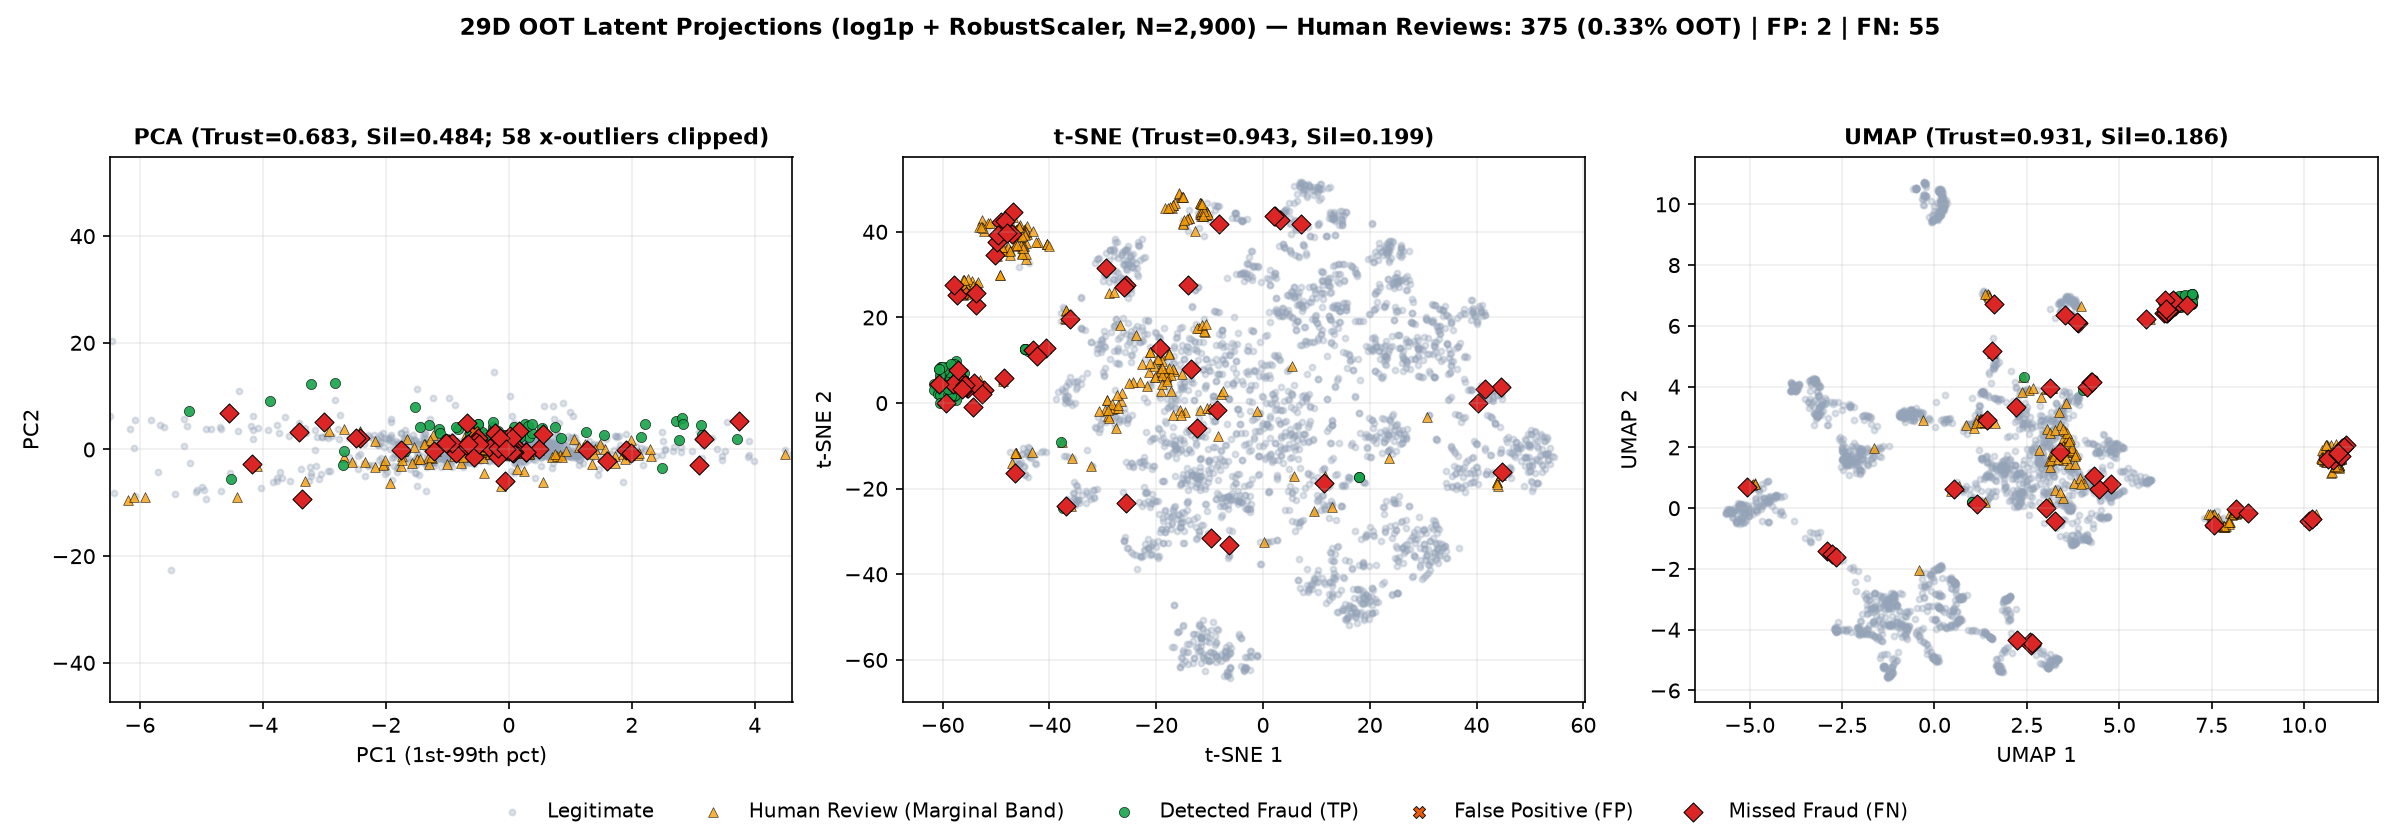 29D OOT Latent Projections (log1p + RobustScaler, N=2,900) — Human Reviews: 375 (0.33% OOT) | FP: 2 | FN: 55
PCA (Trust=0.683, Sil=0.484; 58 x-outliers clipped)
40
20
0
−20
−40
PC2
−6
−4
−2
0
2
4
PC1 (1st-99th pct)
t-SNE (Trust=0.943, Sil=0.199)
40
20
0
−20
−40
−60
t-SNE 2
−60
−40
−20
0
20
40
60
t-SNE 1
UMAP (Trust=0.931, Sil=0.186)
10
8
6
4
2
0
−2
−4
−6
UMAP 2
−5.0
−2.5
0.0
2.5
5.0
7.5
10.0
UMAP 1
Legitimate
Human Review (Marginal Band)
Detected Fraud (TP)
False Positive (FP)
Missed Fraud (FN)